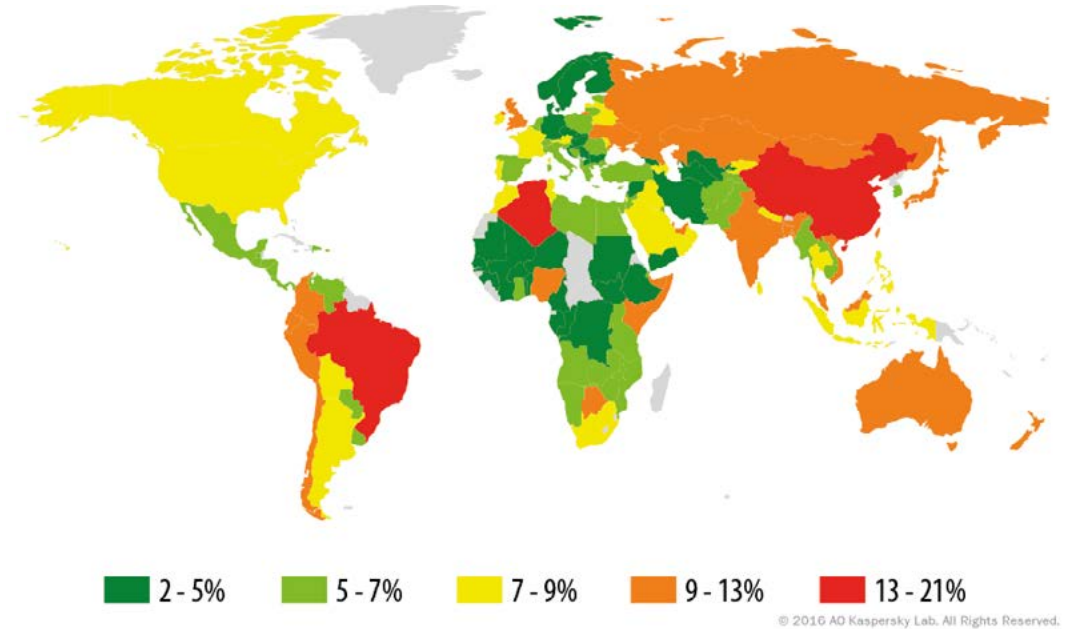 2 - 5% 5 - 7% 7 - 9% 9 - 13% 13 - 21%
© 2016 AO Kaspersky Lab. All Rights Reserved.